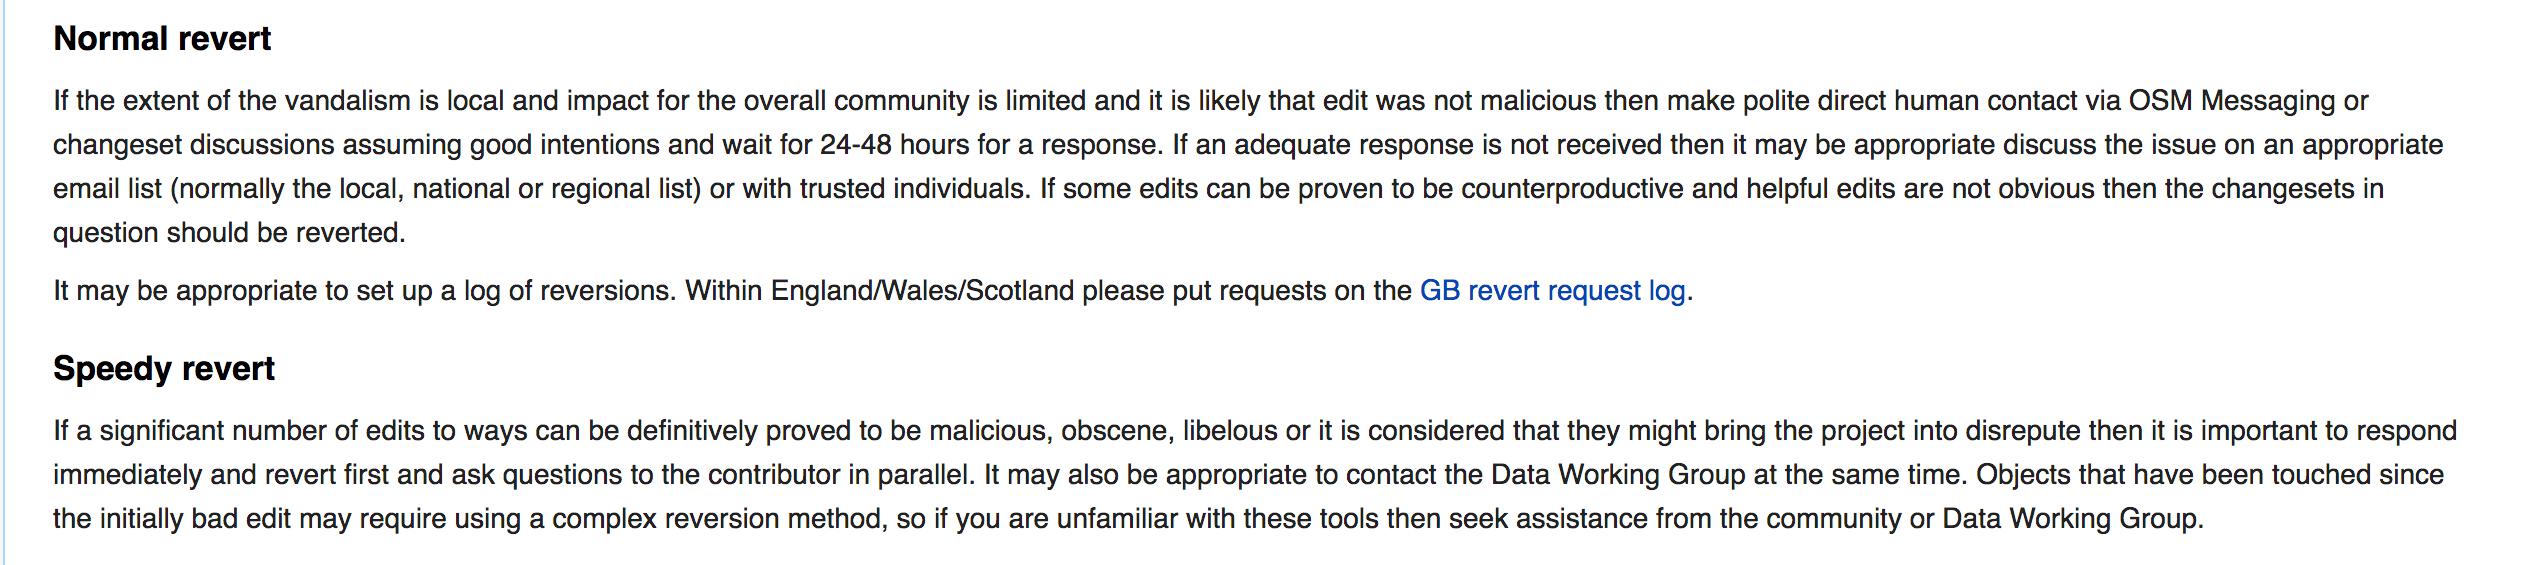 Normal revert
If the extent of the vandalism is local and impact for the overall community is limited and it is likely that edit was not malicious then make polite direct human contact via OSM Messaging or
changeset discussions assuming good intentions and wait for 24-48 hours for a response. If an adequate response is not received then it may be appropriate discuss the issue on an appropriate
email list (normally the local, national or regional list) or with trusted individuals. If some edits can be proven to be counterproductive and helpful edits are not obvious then the changesets in
question should be reverted.
It may be appropriate to set up a log of reversions. Within England/Wales/Scotland please put requests on the GB revert request log.
Speedy revert
If a significant number of edits to ways can be definitively proved to be malicious, obscene, libelous or it is considered that they might bring the project into disrepute then it is important to respond
immediately and revert first and ask questions to the contributor in parallel. It may also be appropriate to contact the Data Working Group at the same time. Objects that have been touched since
the initially bad edit may require using a complex reversion method, so if you are unfamiliar with these tools then seek assistance from the community or Data Working Group.